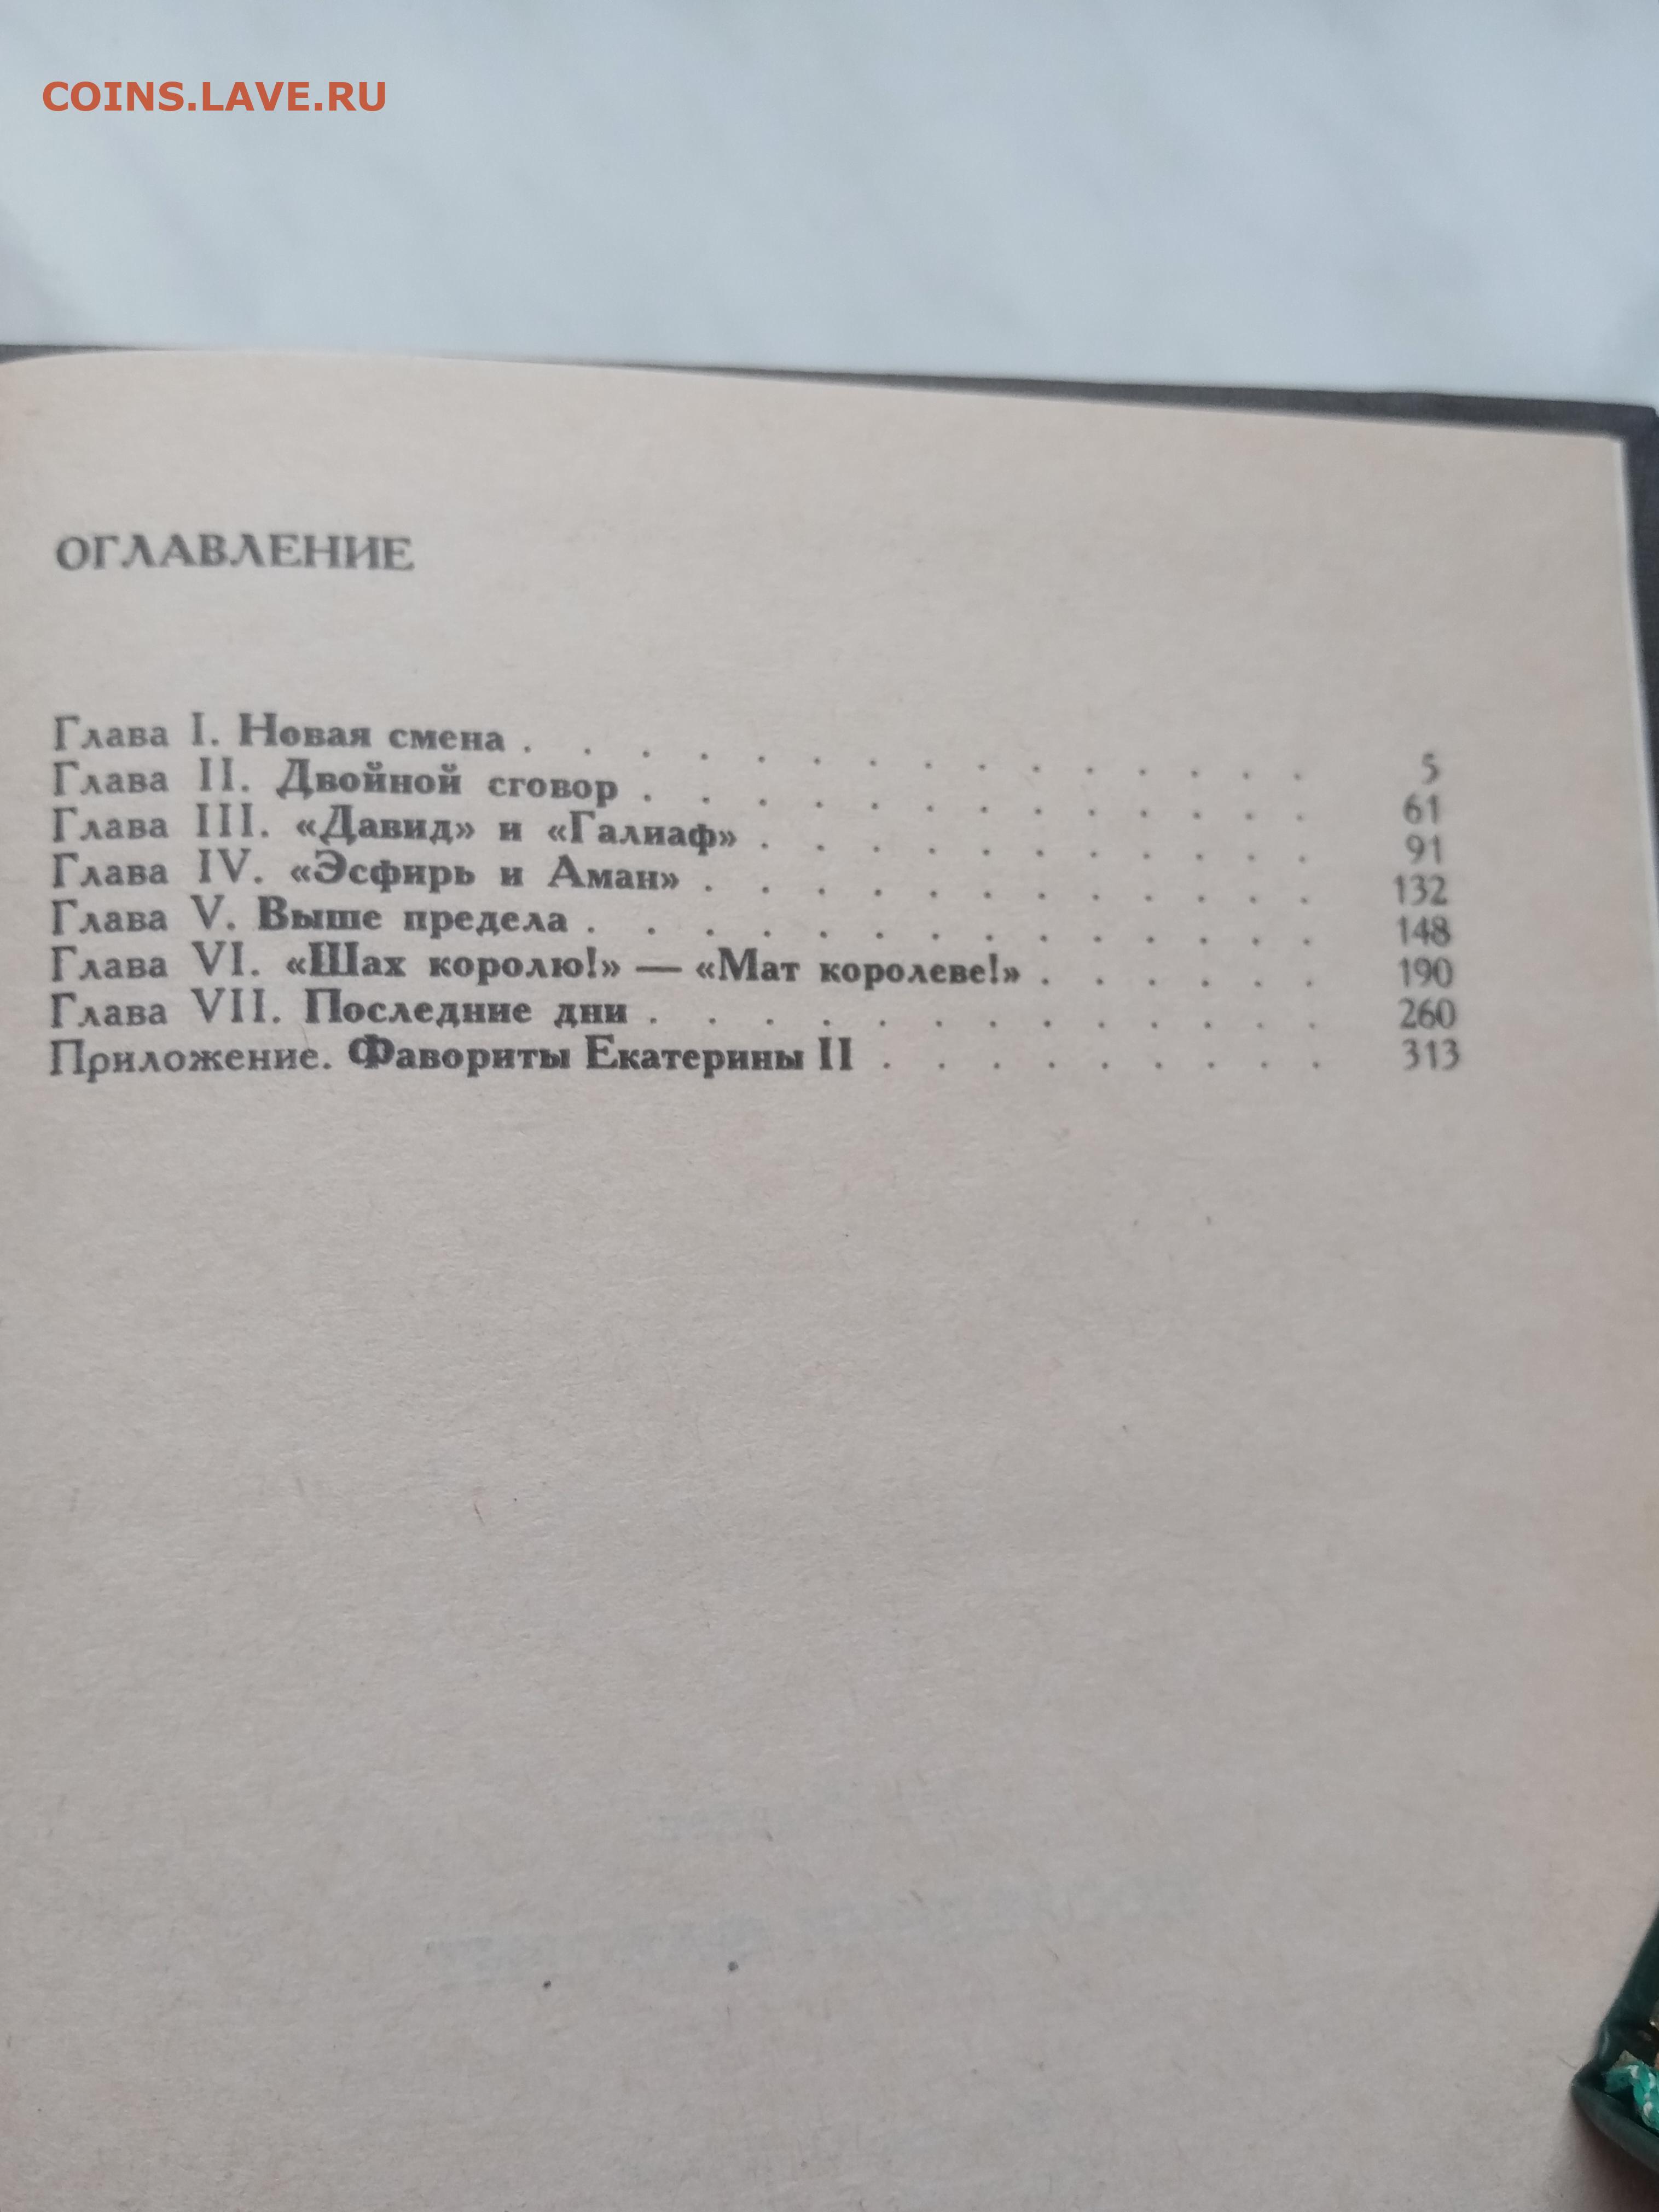 COINS.LAVE.RU
ОГЛАВЛЕНИЕ
Глава I. Новая смена . . . . . . . . . . . . . . . 5
Глава II. Двойной сговор . . . . . . . . . . . . . 61
Глава III. «Давид» и «Галиаф» . . . . . . . . . . . 91
Глава IV. «Эсфирь и Аман» . . . . . . . . . . . . 132
Глава V. Выше предела . . . . . . . . . . . . . . 148
Глава VI. «Шах королю!» — «Мат королеве!» . . . . . . 190
Глава VII. Последние дни . . . . . . . . . . . . . 260
Приложение. Фавориты Екатерины II . . . . . . . . . 313